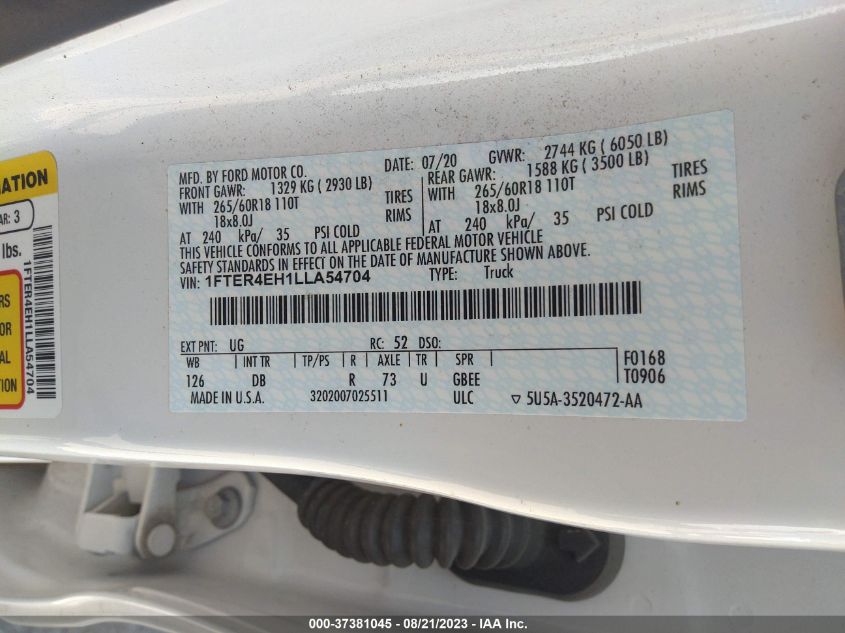 MATION
AR: 3
lbs.
RS
OR
AL
TION
1FTER4EH1LLA54704
MFD. BY FORD MOTOR CO.
DATE: 07/20 GVWR: 2744 KG ( 6050 LB)
FRONT GAWR: 1329 KG ( 2930 LB)
WITH 265/60R18 110T TIRES
18x8.0J RIMS
AT 240 kPa/ 35 PSI COLD
REAR GAWR: 1588 KG ( 3500 LB)
WITH 265/60R18 110T TIRES
18x8.0J RIMS
AT 240 kPa/ 35 PSI COLD
THIS VEHICLE CONFORMS TO ALL APPLICABLE FEDERAL MOTOR VEHICLE
SAFETY STANDARDS IN EFFECT ON THE DATE OF MANUFACTURE SHOWN ABOVE.
VIN: 1FTER4EH1LLA54704 TYPE: Truck
EXT PNT: UG RC: 52 DSO:
WB INT TR TP/PS R AXLE TR SPR F0168
126 DB R 73 U GBEE T0906
MADE IN U.S.A. 3202007025511 ULC ▽ 5U5A-3520472-AA
000-37381045 - 08/21/2023 - IAA Inc.